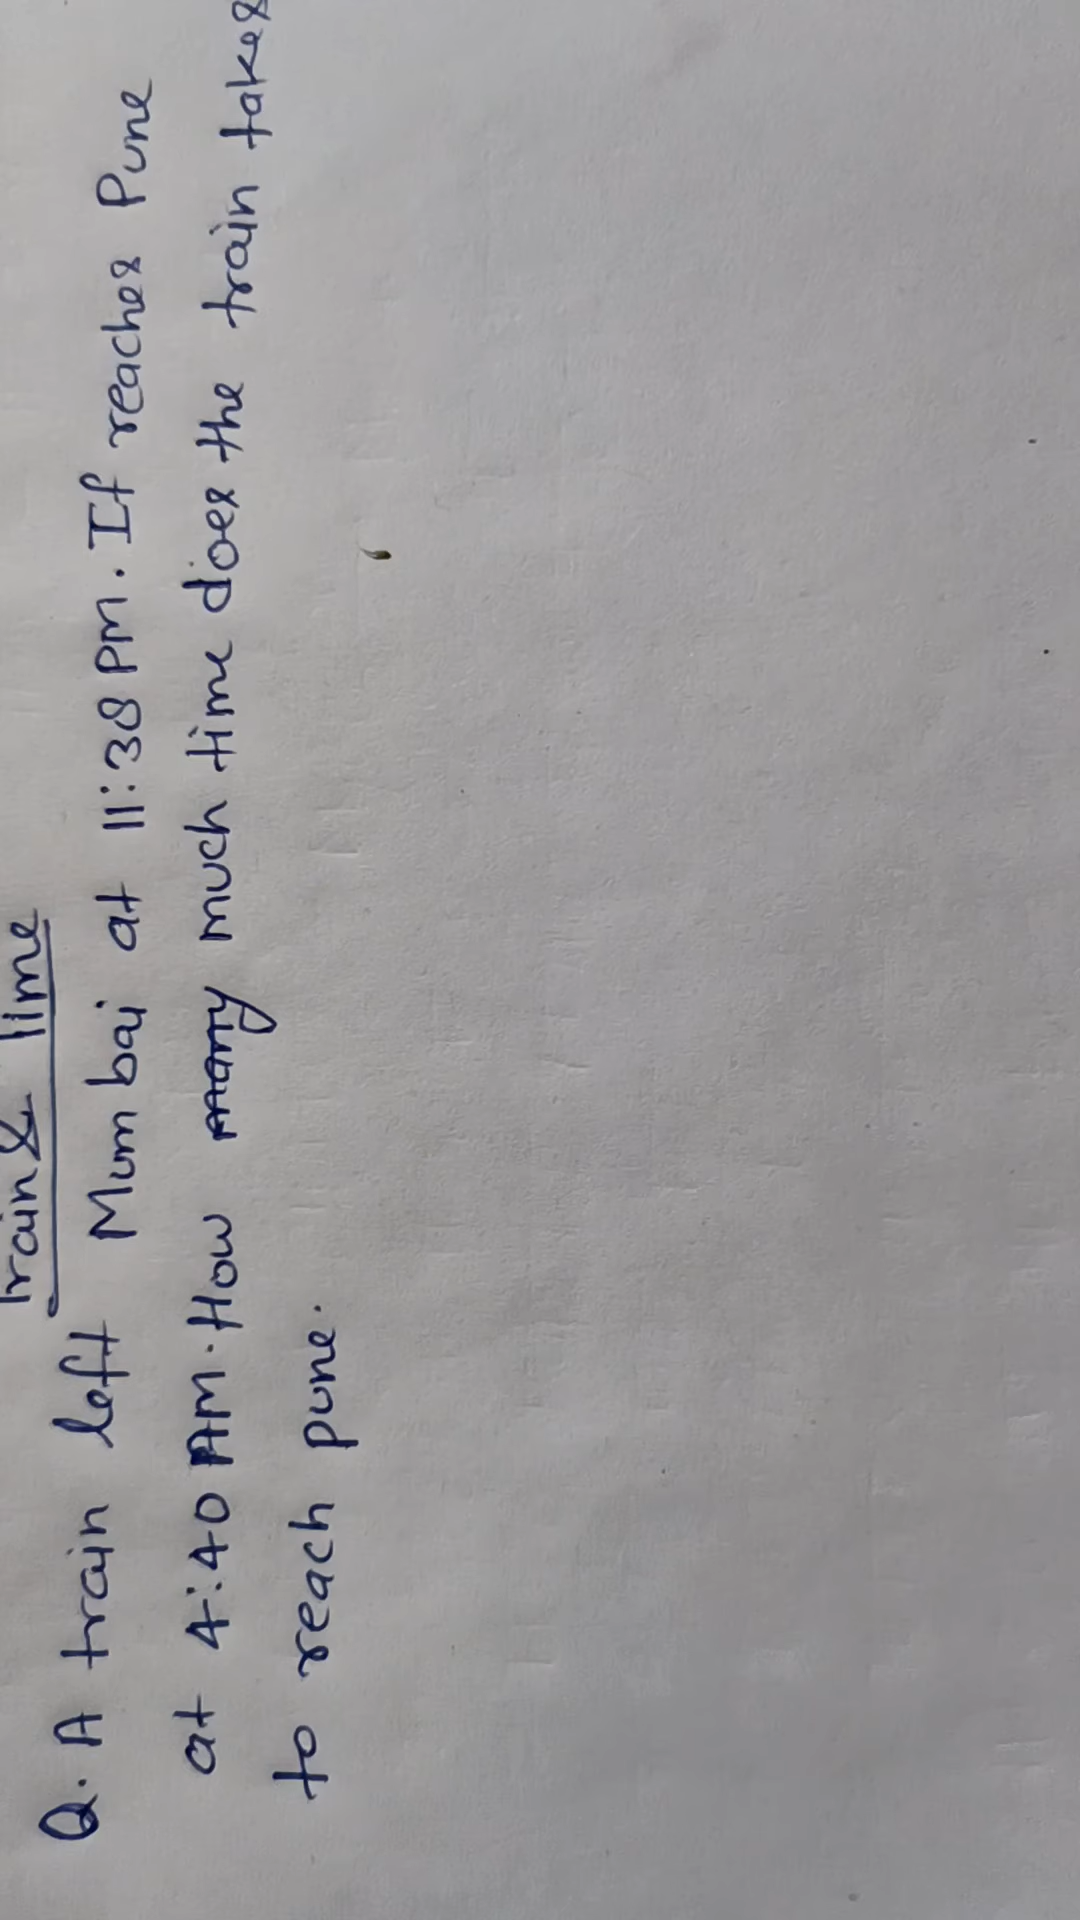 Train & Time
Q. A train left Mumbai at 11:38 PM. If reaches Pune
at 4:40 AM. How many much time does the train takes
to reach pune.